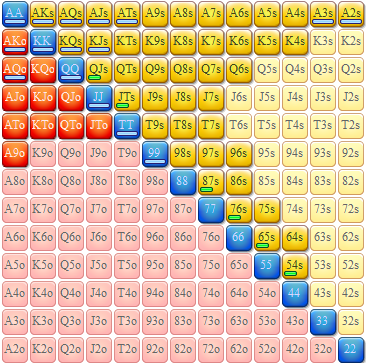 AA AKs AQs AJs ATs A9s A8s A7s A6s A5s A4s A3s A2s
AKo KK KQs KJs KTs K9s K8s K7s K6s K5s K4s K3s K2s
AQo KQo QQ QJs QTs Q9s Q8s Q7s Q6s Q5s Q4s Q3s Q2s
AJo KJo QJo JJ JTs J9s J8s J7s J6s J5s J4s J3s J2s
ATo KTo QTo JTo TT T9s T8s T7s T6s T5s T4s T3s T2s
A9o K9o Q9o J9o T9o 99 98s 97s 96s 95s 94s 93s 92s
A8o K8o Q8o J8o T8o 98o 88 87s 86s 85s 84s 83s 82s
A7o K7o Q7o J7o T7o 97o 87o 77 76s 75s 74s 73s 72s
A6o K6o Q6o J6o T6o 96o 86o 76o 66 65s 64s 63s 62s
A5o K5o Q5o J5o T5o 95o 85o 75o 65o 55 54s 53s 52s
A4o K4o Q4o J4o T4o 94o 84o 74o 64o 54o 44 43s 42s
A3o K3o Q3o J3o T3o 93o 83o 73o 63o 53o 43o 33 32s
A2o K2o Q2o J2o T2o 92o 82o 72o 62o 52o 42o 32o 22